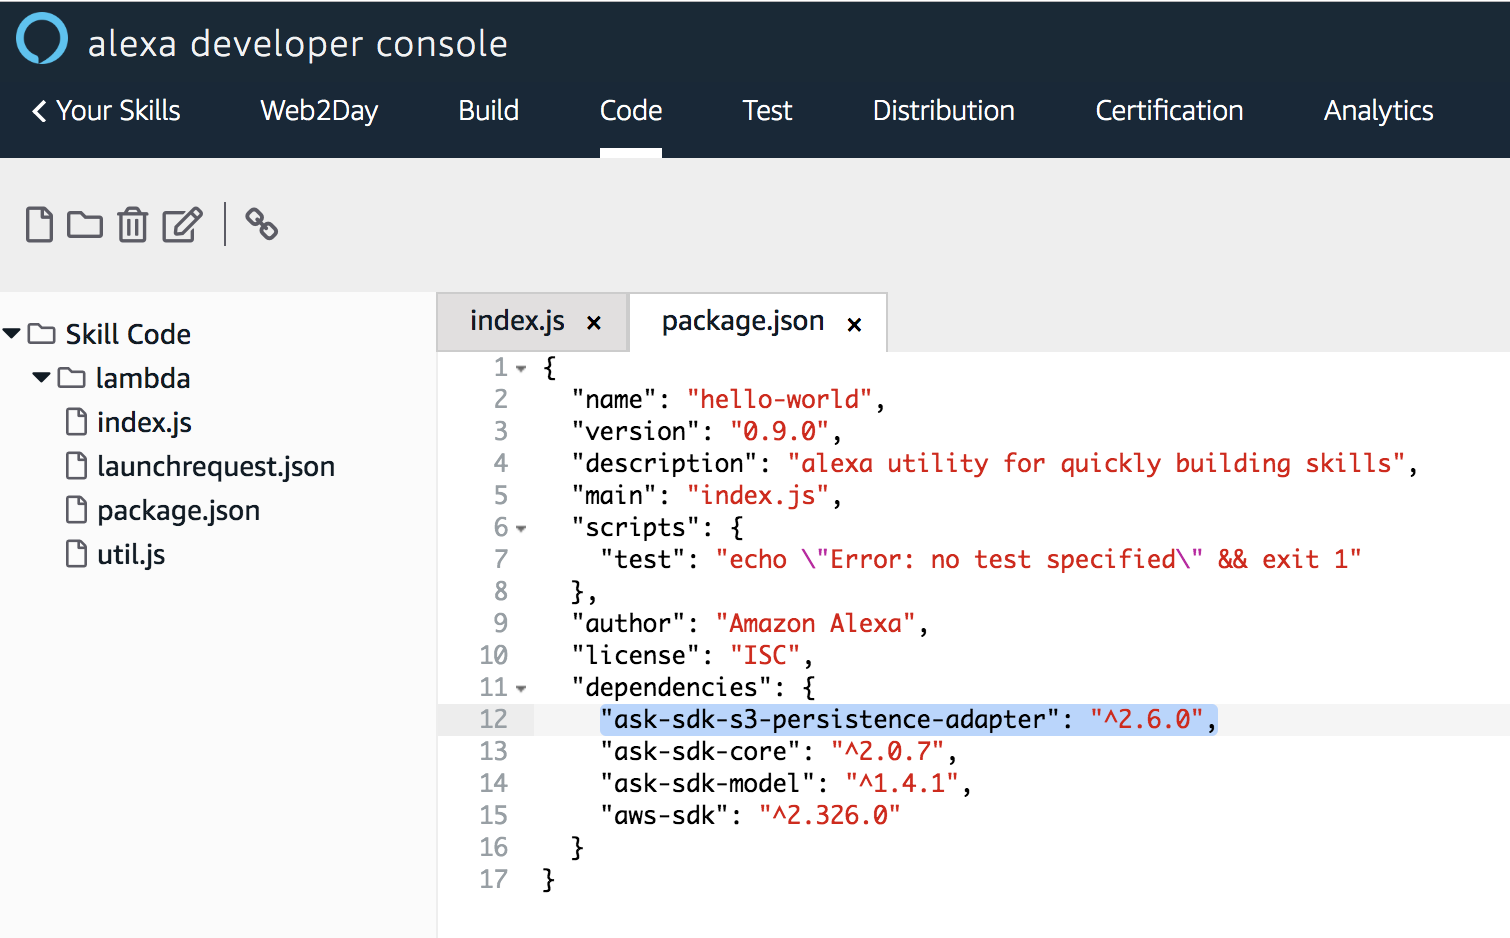 alexa developer console
Your Skills Web2Day Build Code Test Distribution Certification Analytics
Skill Code
lambda
index.js
launchrequest.json
package.json
util.js
index.js × package.json ×
1 {
2 "name": "hello-world",
3 "version": "0.9.0",
4 "description": "alexa utility for quickly building skills",
5 "main": "index.js",
6 "scripts": {
7 "test": "echo \"Error: no test specified\" && exit 1"
8 },
9 "author": "Amazon Alexa",
10 "license": "ISC",
11 "dependencies": {
12 "ask-sdk-s3-persistence-adapter": "^2.6.0",
13 "ask-sdk-core": "^2.0.7",
14 "ask-sdk-model": "^1.4.1",
15 "aws-sdk": "^2.326.0"
16 }
17 }